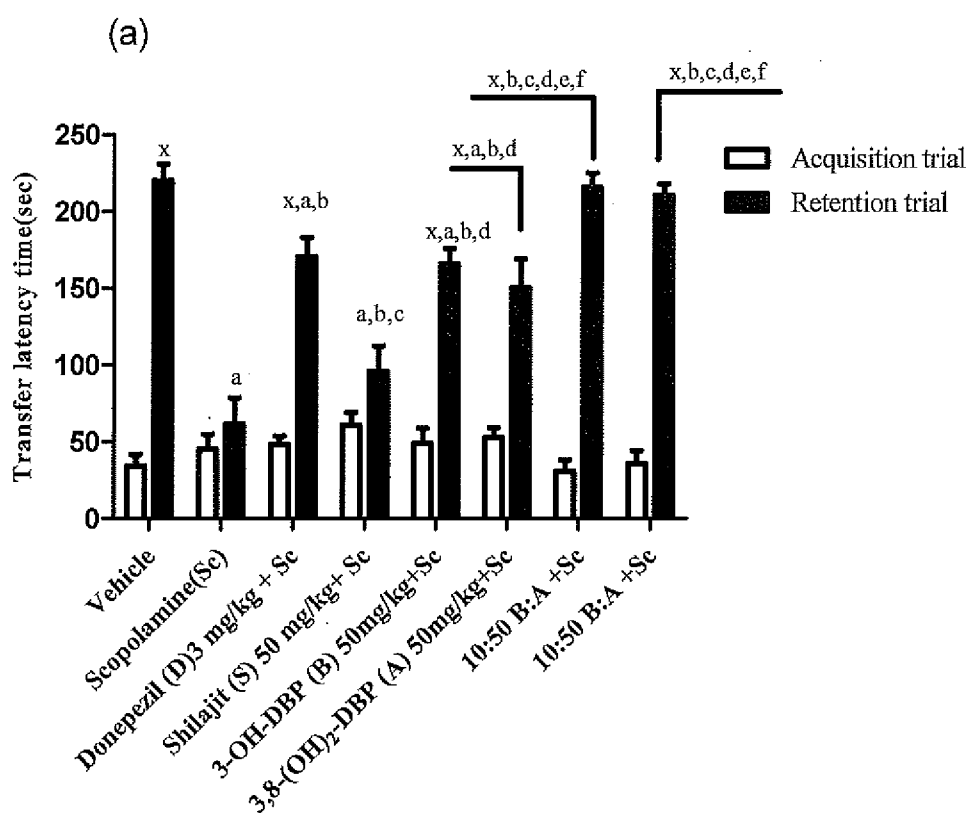 (a)
x,b,c,d,e,f
x,b,c,d,e,f
x,a,b,d
x
x,a,b
x,a,b,d
a,b,c
a
Acquisition trial
Retention trial
Transfer latency time(sec)
250
200
150
100
50
0
Vehicle
Scopolamine(Sc)
Donepezil (D)3 mg/kg + Sc
Shilajit (S) 50 mg/kg+ Sc
3-OH-DBP (B) 50mg/kg+Sc
3,8-(OH)₂-DBP (A) 50mg/kg+Sc
10:50 B:A +Sc
10:50 B:A +Sc